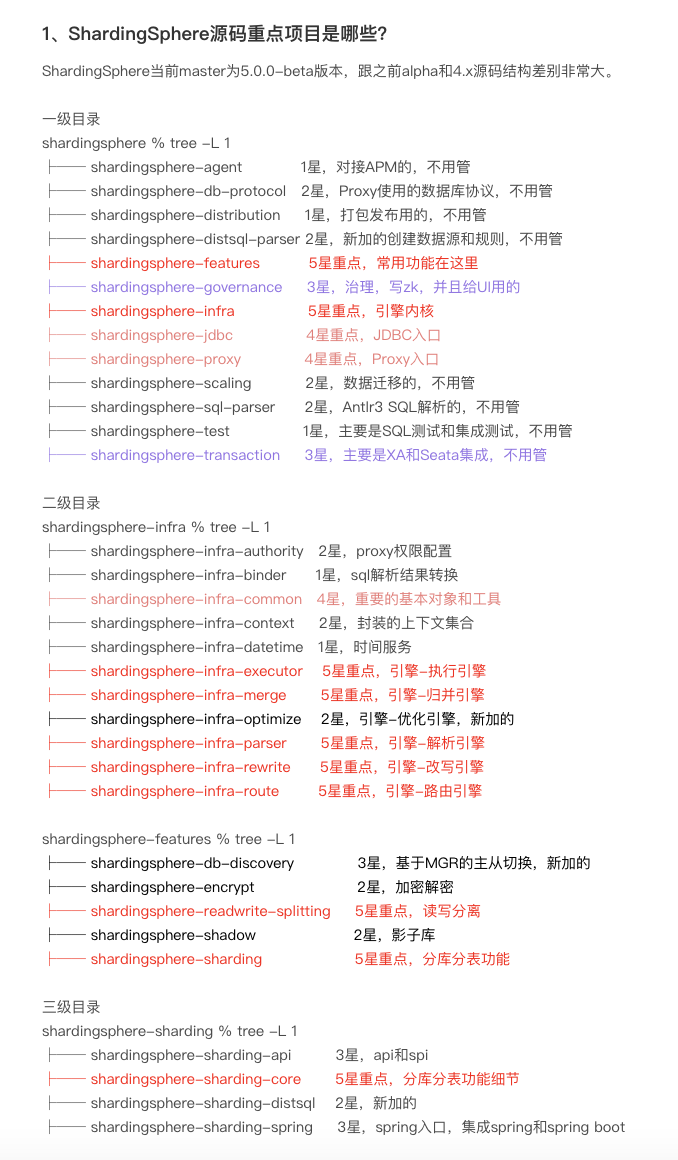 1、ShardingSphere源码重点项目是哪些?
ShardingSphere当前master为5.0.0-beta版本，跟之前alpha和4.x源码结构差别非常大。
一级目录
shardingsphere % tree -L 1
├── shardingsphere-agent 1星，对接APM的，不用管
├── shardingsphere-db-protocol 2星，Proxy使用的数据库协议，不用管
├── shardingsphere-distribution 1星，打包发布用的，不用管
├── shardingsphere-distsql-parser 2星，新加的创建数据源和规则，不用管
├── shardingsphere-features 5星重点，常用功能在这里
├── shardingsphere-governance 3星，治理，写zk，并且给UI用的
├── shardingsphere-infra 5星重点，引擎内核
├── shardingsphere-jdbc 4星重点，JDBC入口
├── shardingsphere-proxy 4星重点，Proxy入口
├── shardingsphere-scaling 2星，数据迁移的，不用管
├── shardingsphere-sql-parser 2星，Antlr3 SQL解析的，不用管
├── shardingsphere-test 1星，主要是SQL测试和集成测试，不用管
├── shardingsphere-transaction 3星，主要是XA和Seata集成，不用管
二级目录
shardingsphere-infra % tree -L 1
├── shardingsphere-infra-authority 2星，proxy权限配置
├── shardingsphere-infra-binder 1星，sql解析结果转换
├── shardingsphere-infra-common 4星，重要的基本对象和工具
├── shardingsphere-infra-context 2星，封装的上下文集合
├── shardingsphere-infra-datetime 1星，时间服务
├── shardingsphere-infra-executor 5星重点，引擎-执行引擎
├── shardingsphere-infra-merge 5星重点，引擎-归并引擎
├── shardingsphere-infra-optimize 2星，引擎-优化引擎，新加的
├── shardingsphere-infra-parser 5星重点，引擎-解析引擎
├── shardingsphere-infra-rewrite 5星重点，引擎-改写引擎
├── shardingsphere-infra-route 5星重点，引擎-路由引擎
shardingsphere-features % tree -L 1
├── shardingsphere-db-discovery 3星，基于MGR的主从切换，新加的
├── shardingsphere-encrypt 2星，加密解密
├── shardingsphere-readwrite-splitting 5星重点，读写分离
├── shardingsphere-shadow 2星，影子库
├── shardingsphere-sharding 5星重点，分库分表功能
三级目录
shardingsphere-sharding % tree -L 1
├── shardingsphere-sharding-api 3星，api和spi
├── shardingsphere-sharding-core 5星重点，分库分表功能细节
├── shardingsphere-sharding-distsql 2星，新加的
├── shardingsphere-sharding-spring 3星，spring入口，集成spring和spring boot